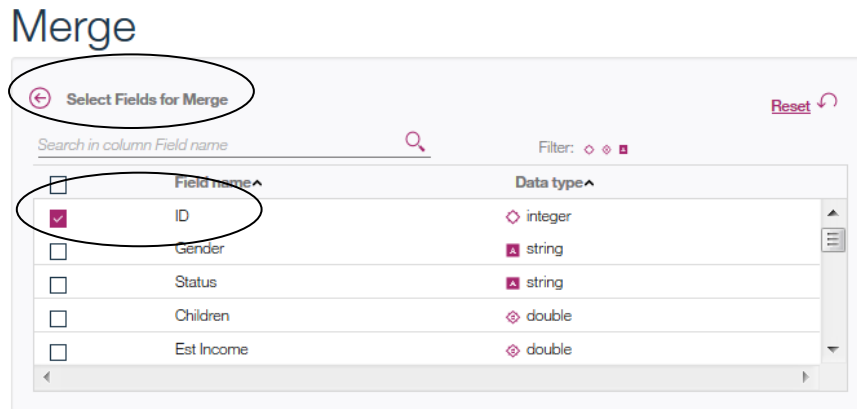 Merge
Select Fields for Merge
Reset
Search in column Field name
Filter:
Field name Data type
ID integer
Gender A string
Status A string
Children double
Est Income double